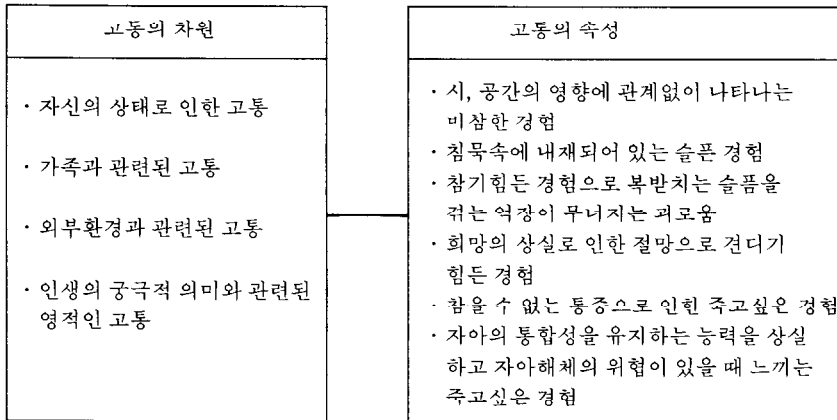 고통의 차원
· 자신의 상태로 인한 고통
· 가족과 관련된 고통
· 외부환경과 관련된 고통
· 인생의 궁극적 의미와 관련된
영적인 고통
고통의 속성
· 시, 공간의 영향에 관계없이 나타나는
비참한 경험
· 침묵속에 내재되어 있는 슬픈 경험
· 참기힘든 경험으로 복받치는 슬픔을
겪는 억장이 무너지는 괴로움
· 희망의 상실로 인한 절망으로 견디기
힘든 경험
· 참을 수 없는 통증으로 인한 죽고싶은 경험
· 자아의 통합성을 유지하는 능력을 상실
하고 자아해체의 위협이 있을 때 느끼는
죽고싶은 경험